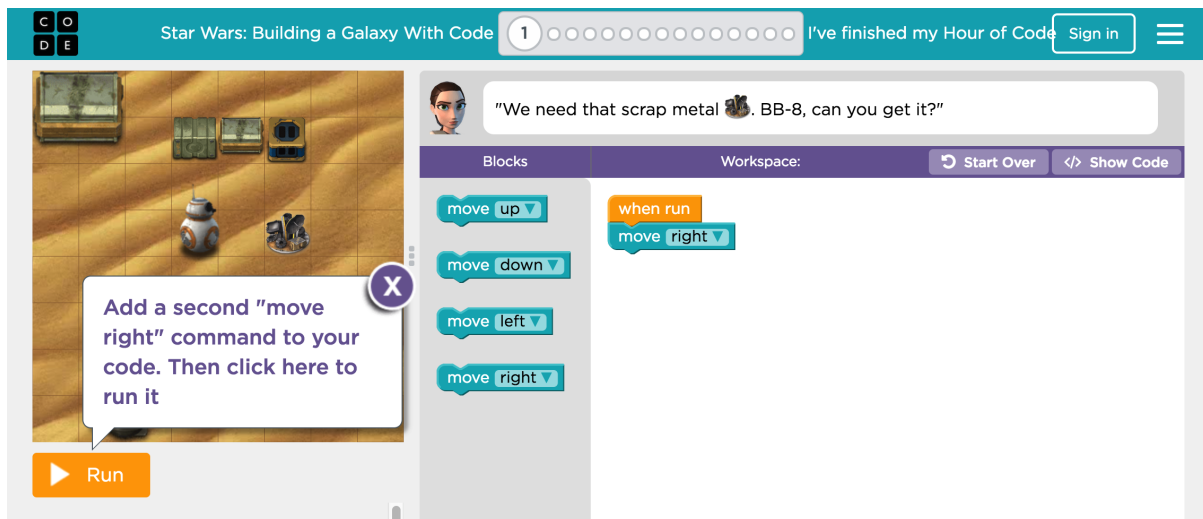 CODE
Star Wars: Building a Galaxy With Code
1
I've finished my Hour of Code
Sign in
"We need that scrap metal . BB-8, can you get it?"
Blocks
Workspace:
Start Over
</> Show Code
move up
move down
move left
move right
when run
move right
X
Add a second "move
right" command to your
code. Then click here to
run it
Run